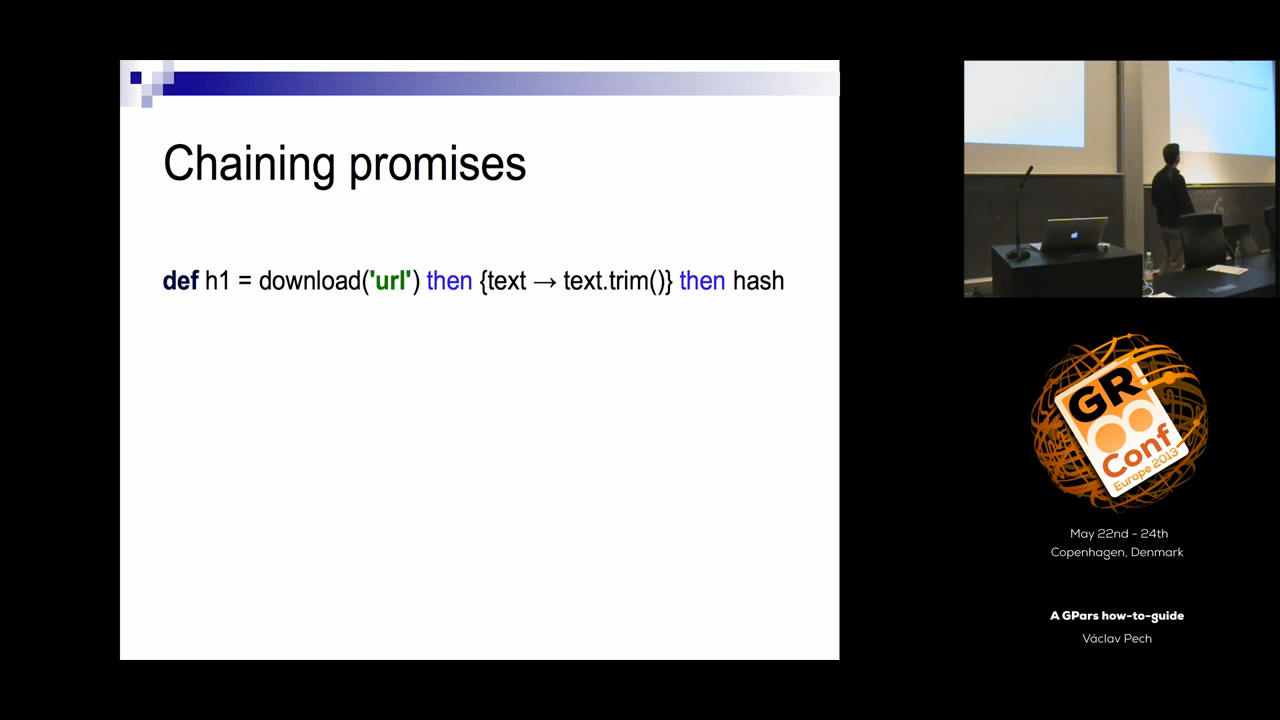 Chaining promises
def h1 = download('url') then {text → text.trim()} then hash
GR
Conf
Europe 2013
May 22nd - 24th
Copenhagen, Denmark
A GPars how-to-guide
Václav Pech